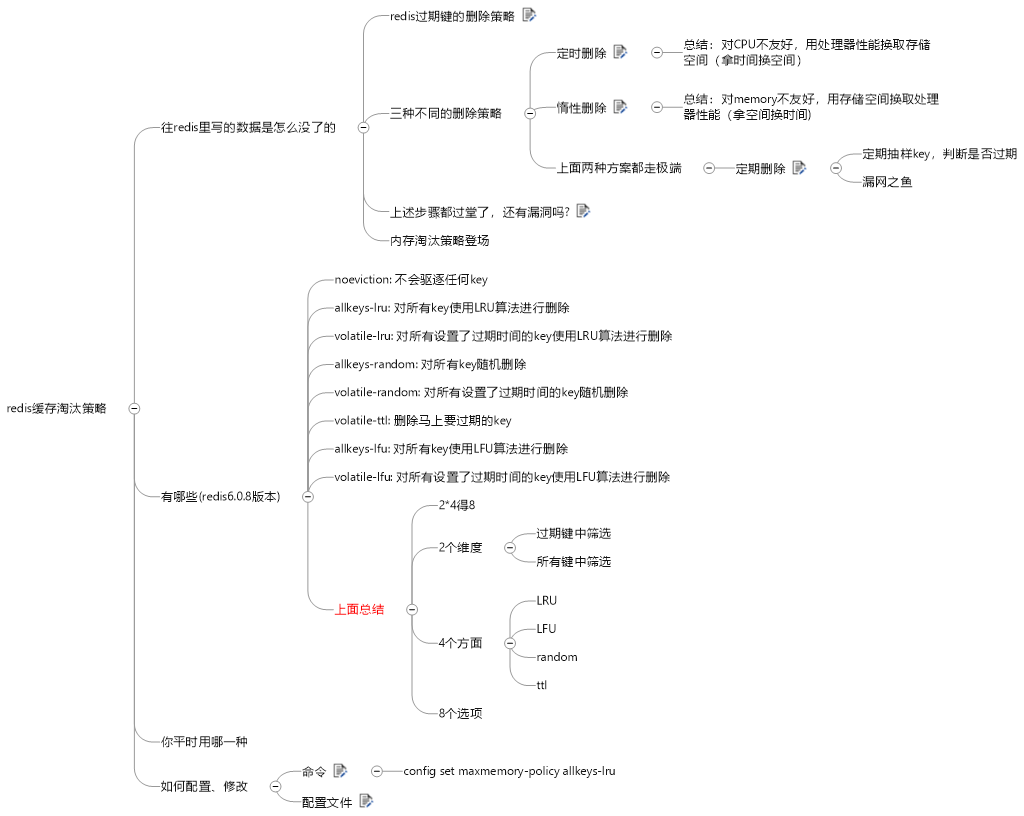 redis缓存淘汰策略
往redis里写的数据是怎么没了的
redis过期键的删除策略
三种不同的删除策略
定时删除
总结：对CPU不友好，用处理器性能换取存储
空间（拿时间换空间）
惰性删除
总结：对memory不友好，用存储空间换取处理
器性能（拿空间换时间)
上面两种方案都走极端
定期删除
定期抽样key，判断是否过期
漏网之鱼
上述步骤都过堂了，还有漏洞吗?
内存淘汰策略登场
有哪些(redis6.0.8版本)
noeviction: 不会驱逐任何key
allkeys-lru: 对所有key使用LRU算法进行删除
volatile-lru: 对所有设置了过期时间的key使用LRU算法进行删除
allkeys-random: 对所有key随机删除
volatile-random: 对所有设置了过期时间的key随机删除
volatile-ttl: 删除马上要过期的key
allkeys-lfu: 对所有key使用LFU算法进行删除
volatile-lfu: 对所有设置了过期时间的key使用LFU算法进行删除
上面总结
2*4得8
2个维度
过期键中筛选
所有键中筛选
4个方面
LRU
LFU
random
ttl
8个选项
你平时用哪一种
如何配置、修改
命令
config set maxmemory-policy allkeys-lru
配置文件